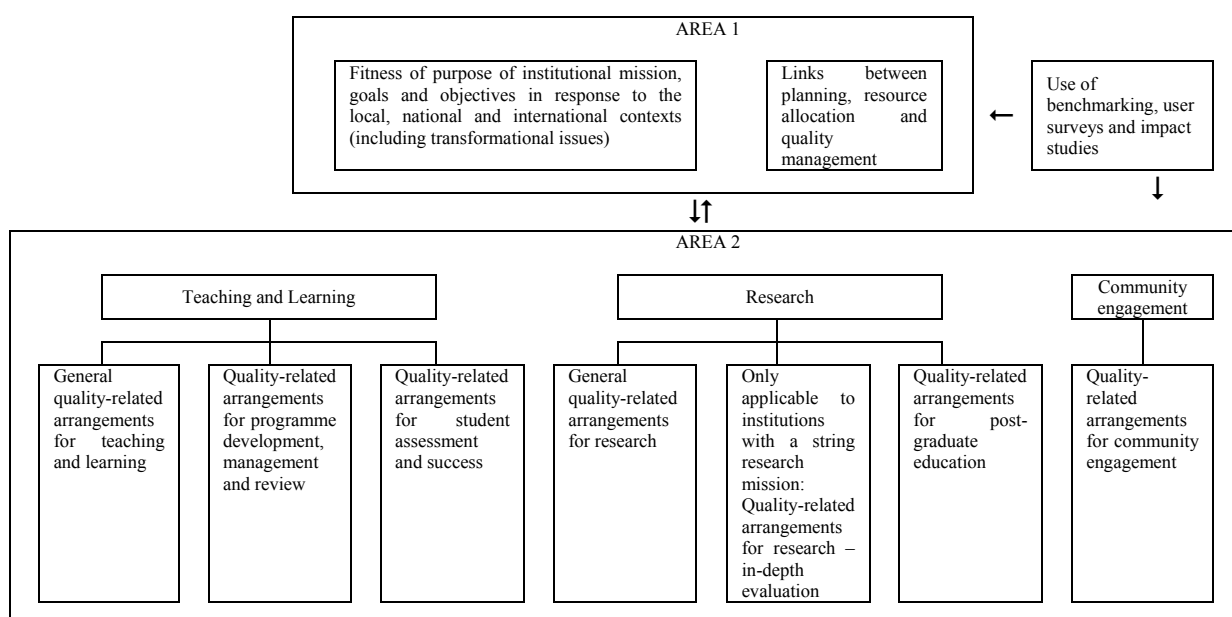 AREA 1
Fitness of purpose of institutional mission,
goals and objectives in response to the
local, national and international contexts
(including transformational issues)
Links between
planning, resource
allocation and
quality
management
Use of
benchmarking, user
surveys and impact
studies
AREA 2
Teaching and Learning
General
quality-related
arrangements
for teaching
and learning
Quality-related
arrangements
for programme
development,
management
and review
Quality-related
arrangements
for student
assessment
and success
Research
General
quality-related
arrangements
for research
Only
applicable to
institutions
with a string
research
mission:
Quality-related
arrangements
for research –
in-depth
evaluation
Quality-related
arrangements
for post-
graduate
education
Community
engagement
Quality-
related
arrangements
for community
engagement